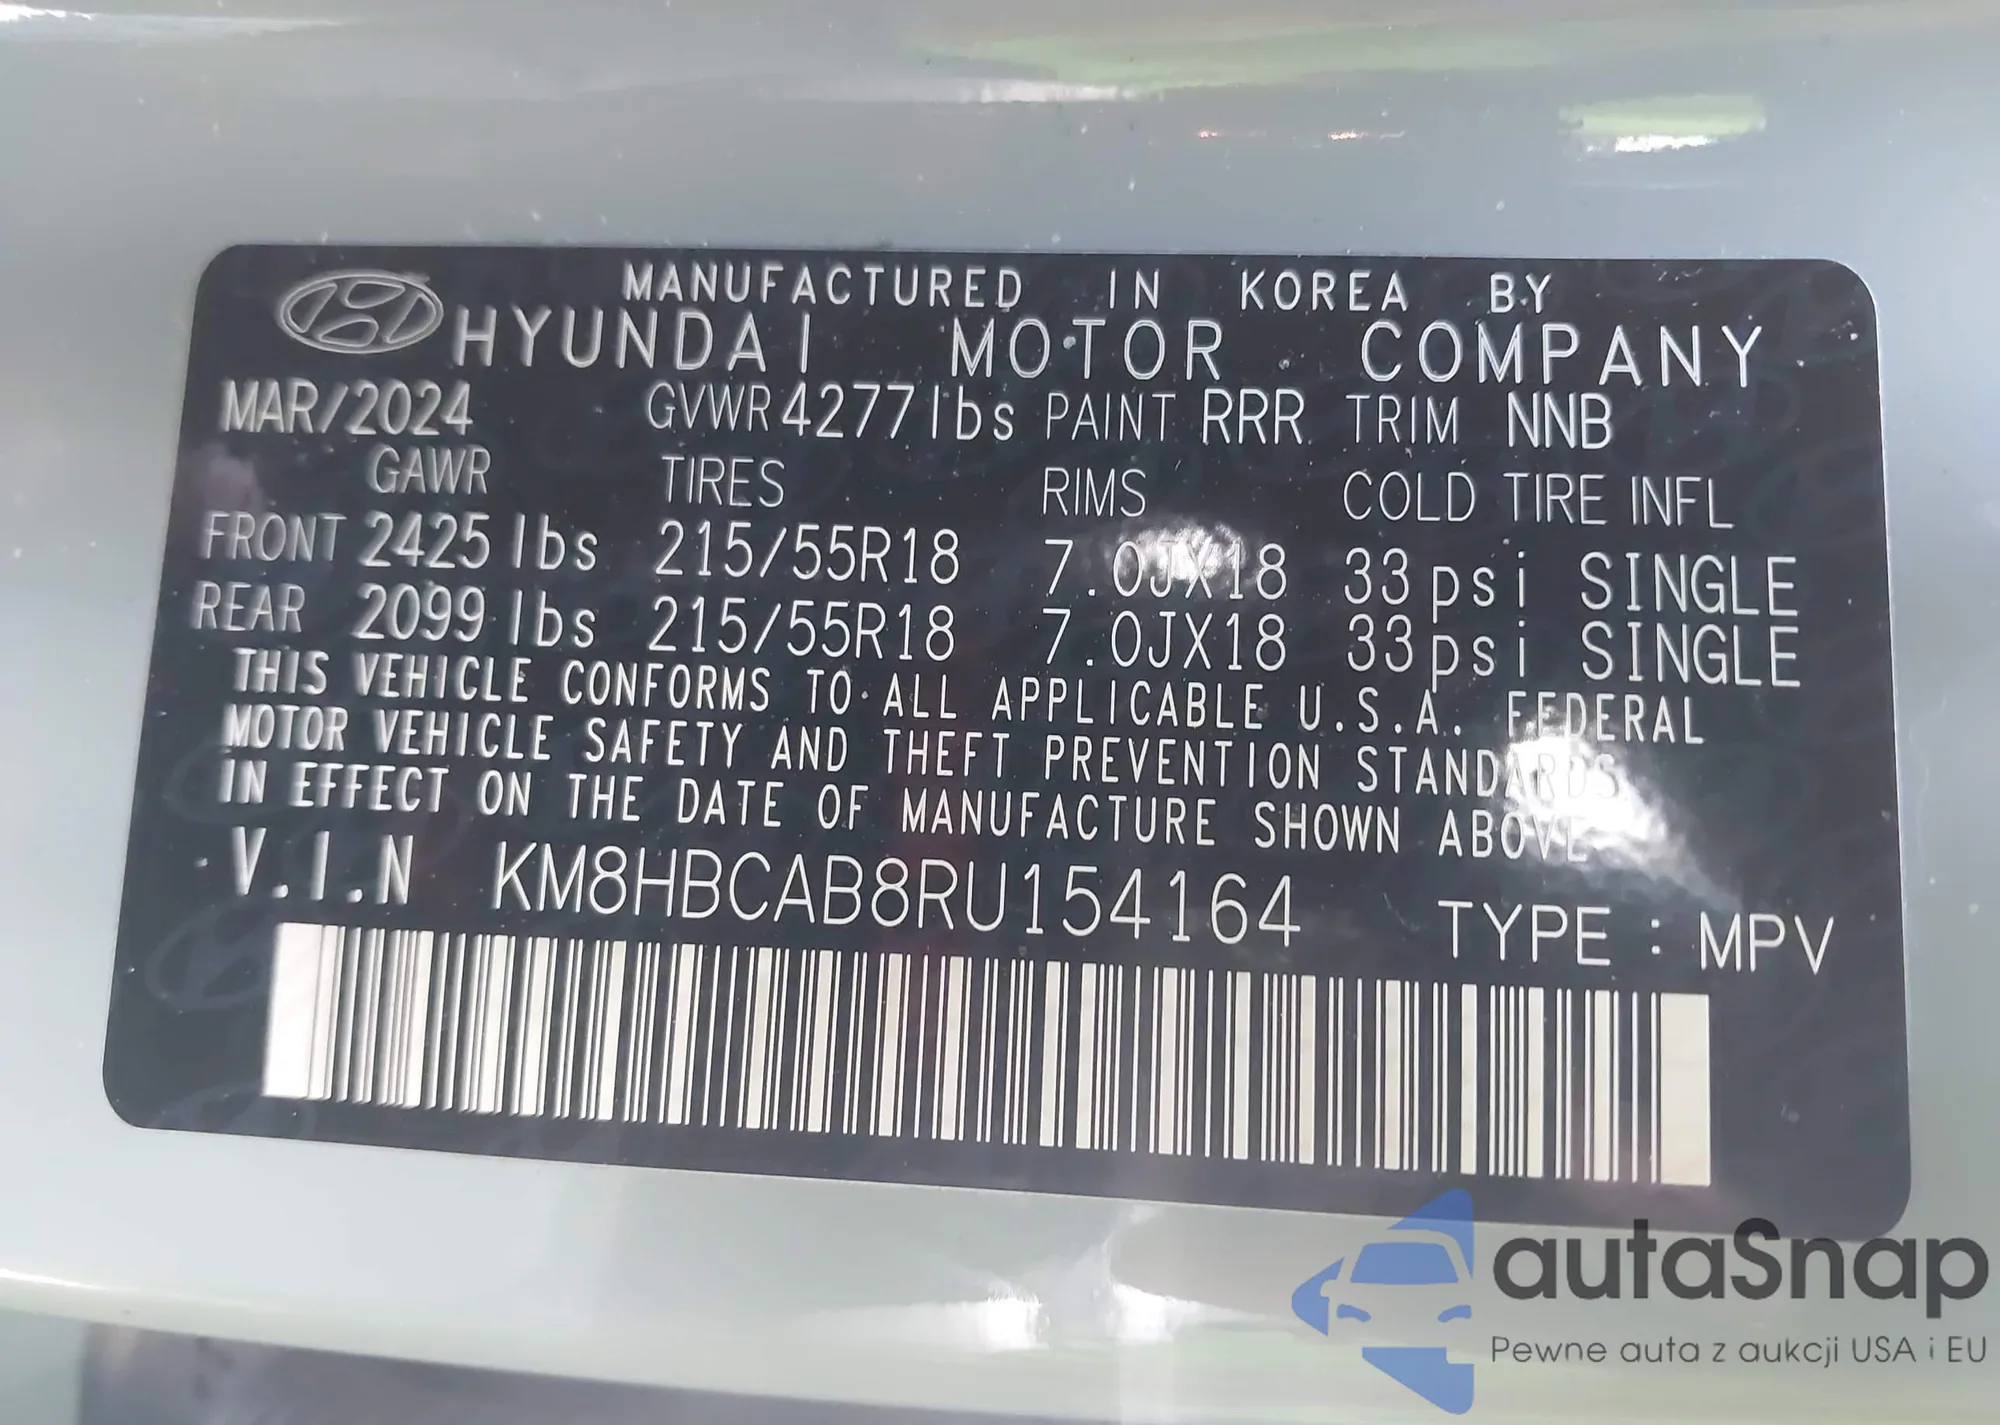 MANUFACTURED IN KOREA BY
HYUNDAI MOTOR COMPANY
MAR/2024 GVWR 4277lbs PAINT RRR TRIM NNB
GAWR TIRES RIMS COLD TIRE INFL
FRONT 2425 lbs 215/55R18 7.0JX18 33psi SINGLE
REAR 2099 lbs 215/55R18 7.0JX18 33psi SINGLE
THIS VEHICLE CONFORMS TO ALL APPLICABLE U.S.A. FEDERAL
MOTOR VEHICLE SAFETY AND THEFT PREVENTION STANDARDS
IN EFFECT ON THE DATE OF MANUFACTURE SHOWN ABOVE
V.I.N KM8HBCAB8RU154164 TYPE : MPV
autaSnap
Pewne auta z aukcji USA i EU